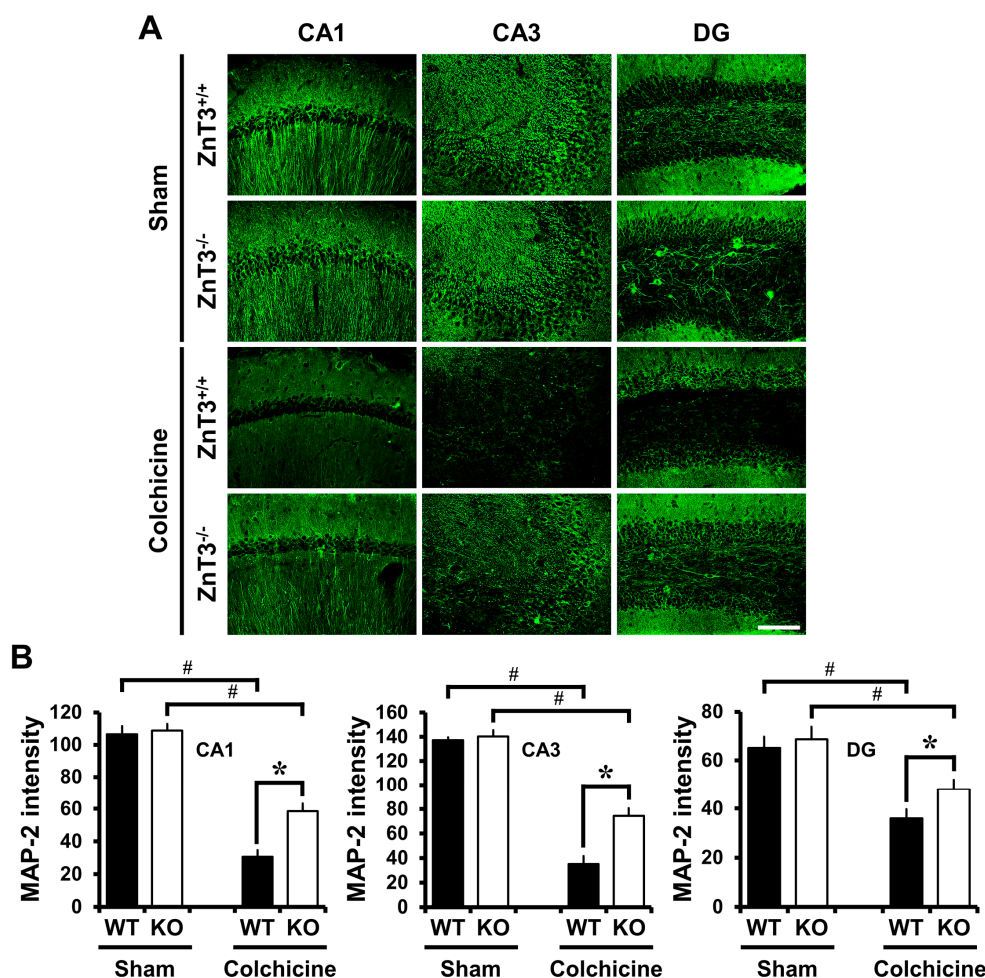 A
CA1 CA3 DG
Sham
ZnT3+/+
ZnT3-/-
Colchicine
ZnT3+/+
ZnT3-/-
B
# # #
# # #
MAP-2 intensity
120
100
80
60
40
20
0
CA1
*
WT KO WT KO
Sham Colchicine
MAP-2 intensity
160
140
120
100
80
60
40
20
0
CA3
*
WT KO WT KO
Sham Colchicine
MAP-2 intensity
80
60
40
20
0
DG
*
WT KO WT KO
Sham Colchicine